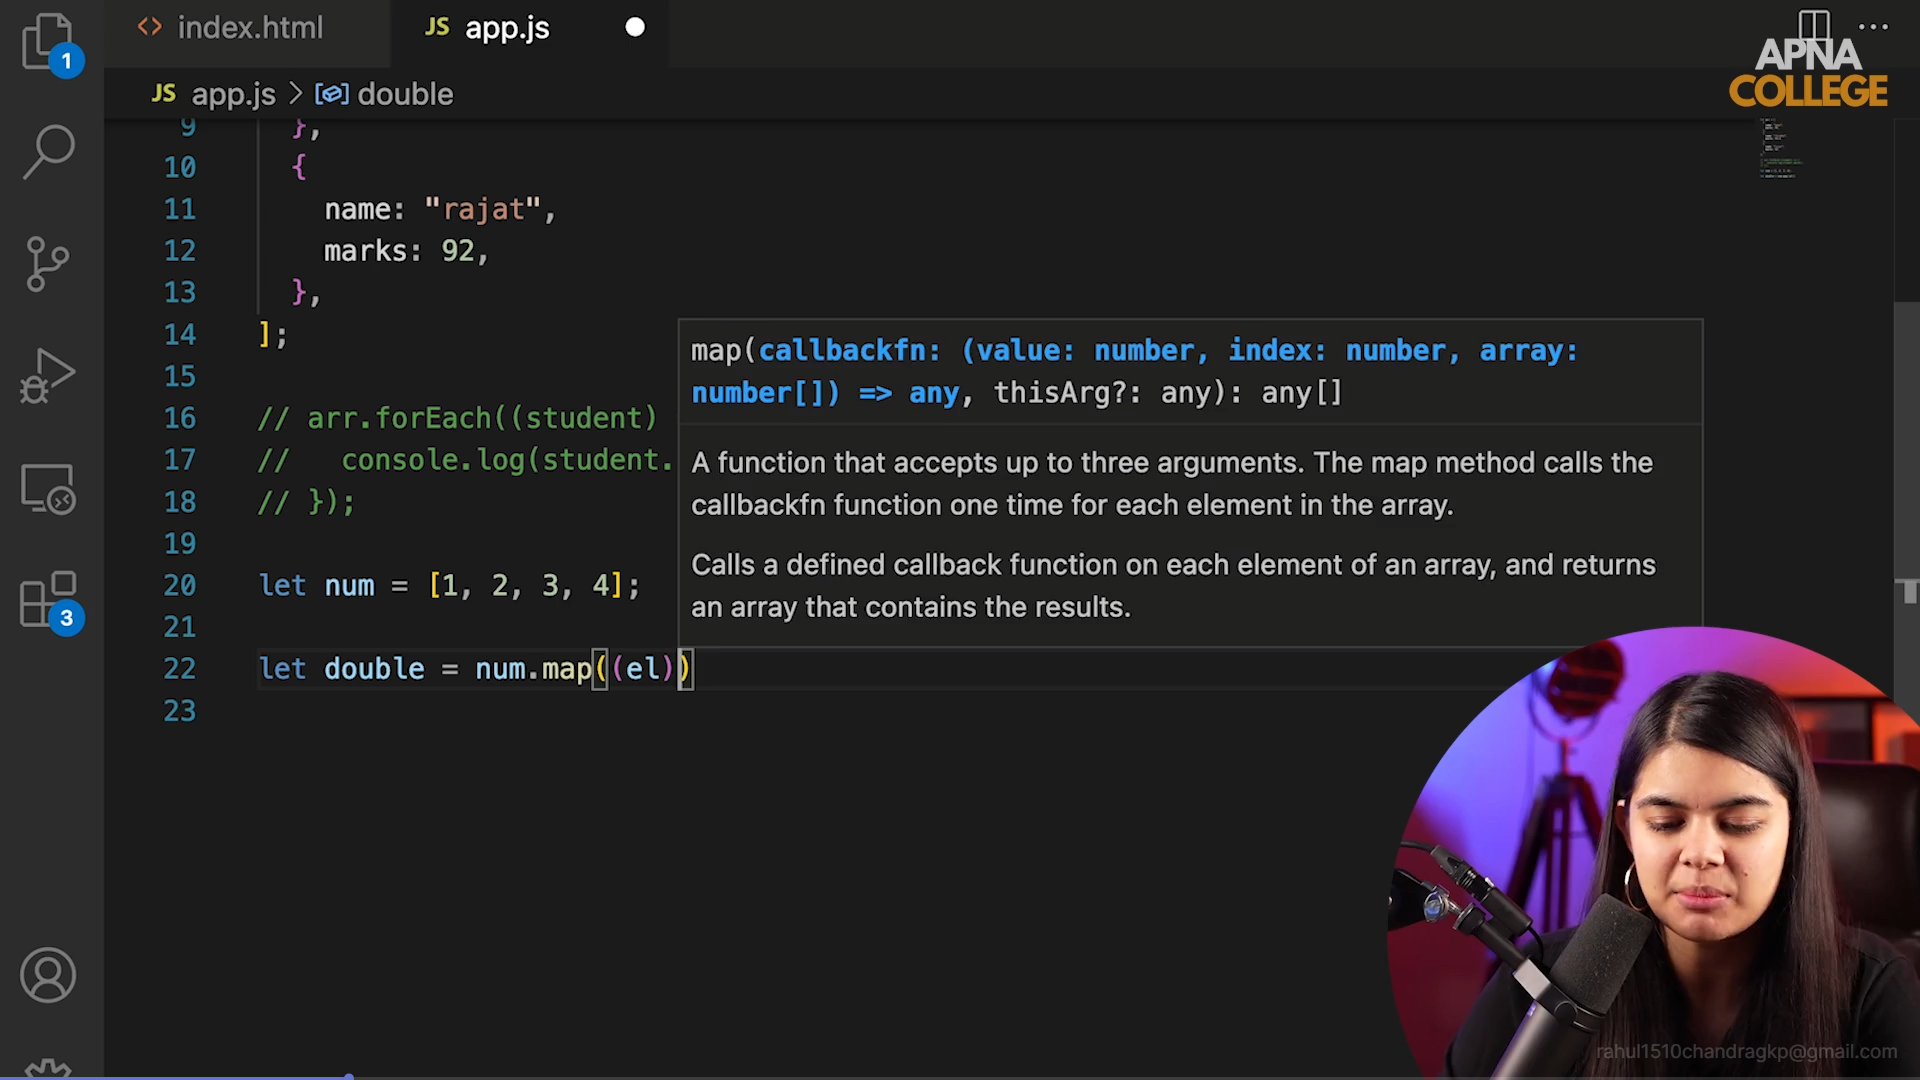 1
index.html
JS app.js
APNA
COLLEGE
JS app.js > double
9 },
10 {
11 name: "rajat",
12 marks: 92,
13 },
14 ];
15
16 // arr.forEach((student)
17 // console.log(student.
18 // });
19
20 let num = [1, 2, 3, 4];
21
22 let double = num.map((el))
23
map(callbackfn: (value: number, index: number, array:
number[]) => any, thisArg?: any): any[]
A function that accepts up to three arguments. The map method calls the
callbackfn function one time for each element in the array.
Calls a defined callback function on each element of an array, and returns
an array that contains the results.
3
rahul1510chandragkp@gmail.com